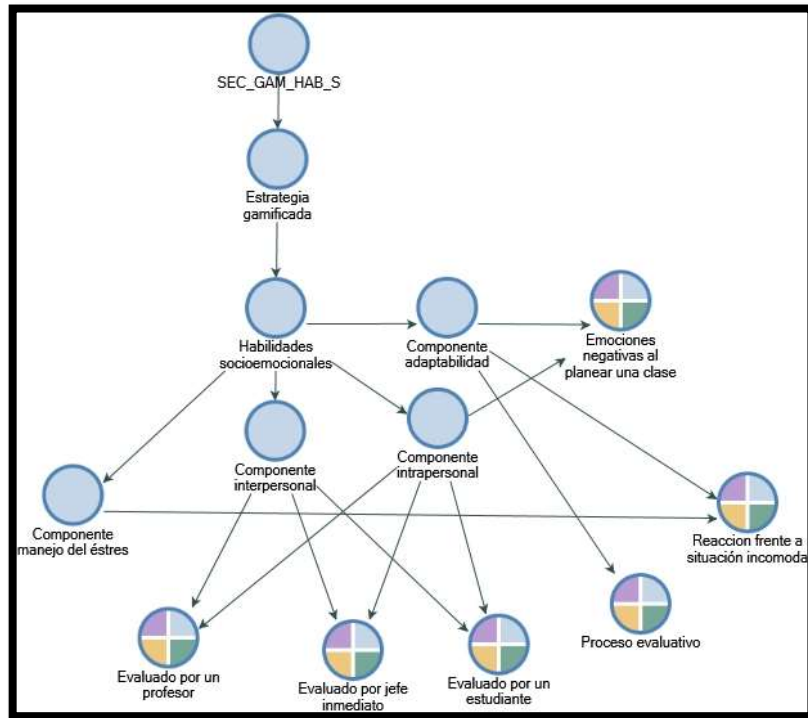 SEC_GAM_HAB_S
Estrategia
gamificada
Habilidades
socioemocionales
Componente
adaptabilidad
Emociones
negativas al
planear una clase
Componente
interpersonal
Componente
intrapersonal
Componente
manejo del éstres
Reaccion frente a
situación incomoda
Proceso evaluativo
Evaluado por un
profesor
Evaluado por jefe
inmediato
Evaluado por un
estudiante